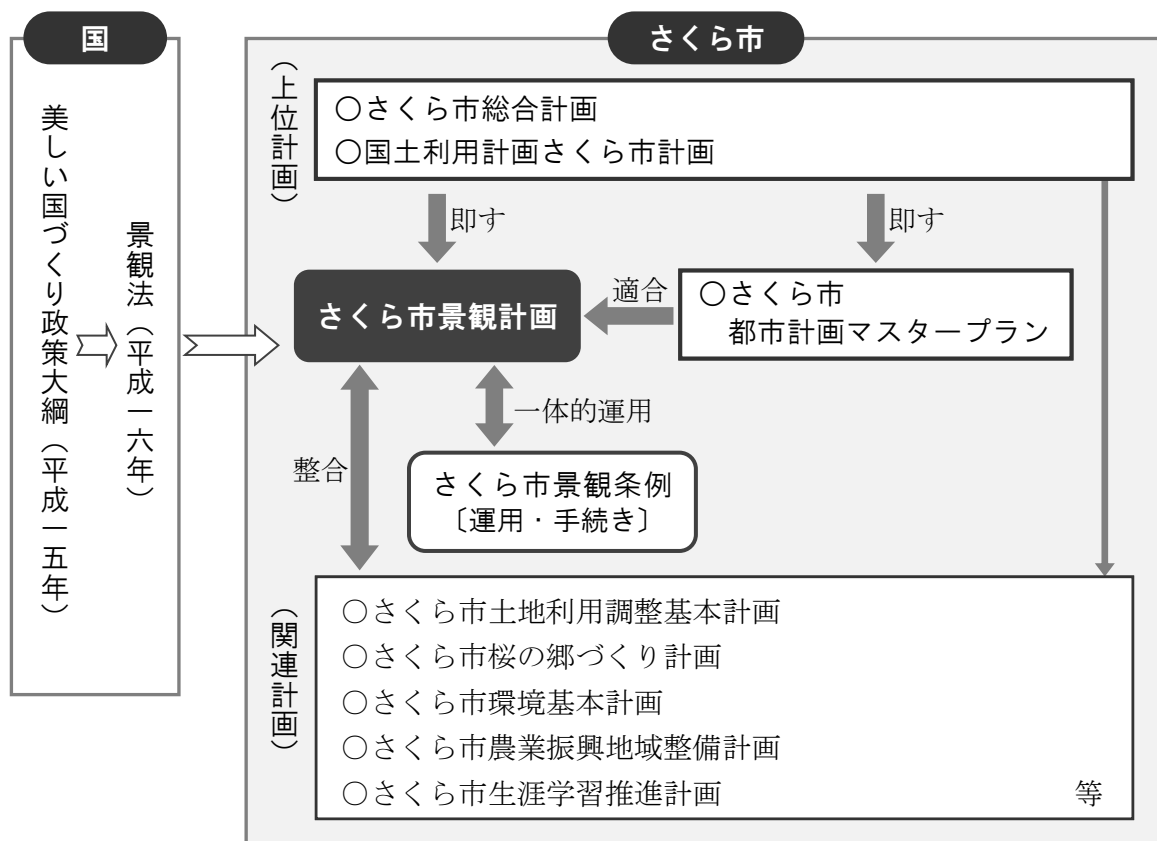 国
美しい国づくり政策大綱（平成一五年）
景観法（平成一六年）
さくら市
（上位計画）
〇さくら市総合計画
〇国土利用計画さくら市計画
即す
即す
さくら市景観計画
適合
〇さくら市
都市計画マスタープラン
一体的運用
整合
さくら市景観条例
〔運用・手続き〕
（関連計画）
〇さくら市土地利用調整基本計画
〇さくら市桜の郷づくり計画
〇さくら市環境基本計画
〇さくら市農業振興地域整備計画
〇さくら市生涯学習推進計画 等